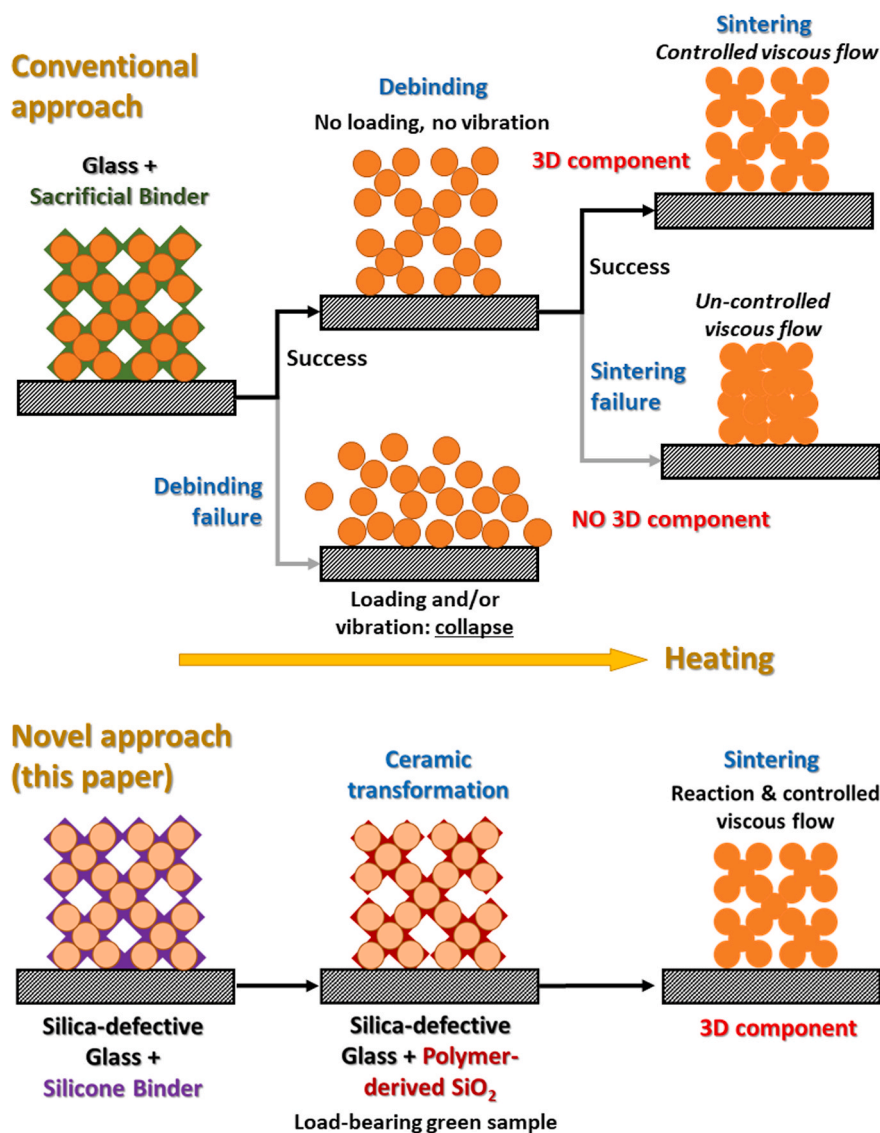 Conventional
approach
Glass +
Sacrificial Binder
Success
Debinding
failure
Debinding
No loading, no vibration
Loading and/or
vibration: collapse
Success
Sintering
failure
3D component
NO 3D component
Sintering
Controlled viscous flow
Un-controlled
viscous flow
Heating
Novel approach
(this paper)
Silica-defective
Glass +
Silicone Binder
Ceramic
transformation
Silica-defective
Glass + Polymer-
derived SiO₂
Load-bearing green sample
Sintering
Reaction & controlled
viscous flow
3D component